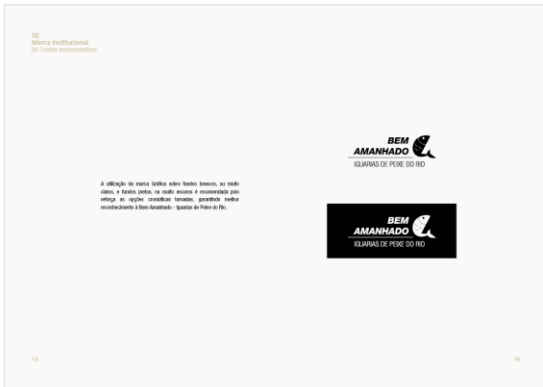 Marca Institucional
Fundos monocromáticos
A utilização da marca Gráfica sobre fundos brancos, ou muito
claros, e fundos pretos, ou muito escuros é recomendada pois
reforça as opções cromáticas tomadas, garantindo melhor
reconhecimento à Bem Amanhado - Iguarias de Peixe do Rio.
BEM
AMANHADO
IGUARIAS DE PEIXE DO RIO
BEM
AMANHADO
IGUARIAS DE PEIXE DO RIO